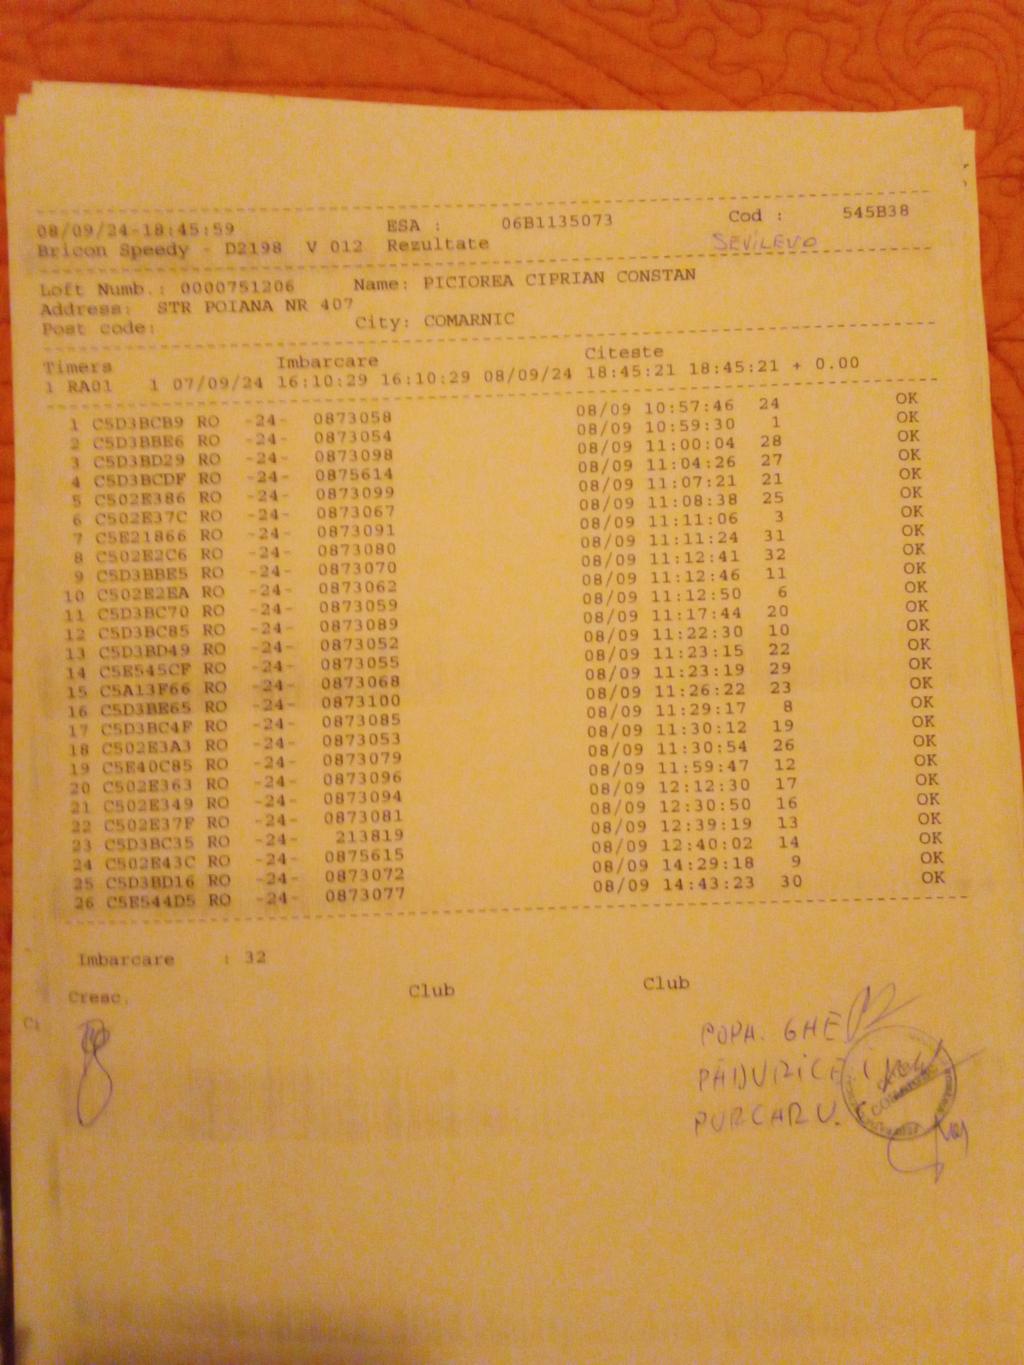 08/09/24-18:45:59 ESA : 06B1135073 Cod : 545B38
Bricon Speedy - D2198 V 012 Rezultate SEVLIEVO
Loft Numb.: 0000751206 Name: PICIOREA CIPRIAN CONSTAN
Address: STR POIANA NR 407
Post code: City: COMARNIC
Timers Imbarcare Citeste
1 RA01 1 07/09/24 16:10:29 16:10:29 08/09/24 18:45:21 18:45:21 + 0.00
1 C5D3BCB9 RO -24- 0873058 08/09 10:57:46 24 OK
2 C5D3BBE6 RO -24- 0873054 08/09 10:59:30 1 OK
3 C5D3BD29 RO -24- 0873098 08/09 11:00:04 28 OK
4 C5D3BCDF RO -24- 0875614 08/09 11:04:26 27 OK
5 C502E386 RO -24- 0873099 08/09 11:07:21 21 OK
6 C502E37C RO -24- 0873067 08/09 11:08:38 25 OK
7 C5E21866 RO -24- 0873091 08/09 11:11:06 3 OK
8 C502E2C6 RO -24- 0873080 08/09 11:11:24 31 OK
9 C5D3BBE5 RO -24- 0873070 08/09 11:12:41 32 OK
10 C502E2EA RO -24- 0873062 08/09 11:12:46 11 OK
11 C5D3BC70 RO -24- 0873059 08/09 11:12:50 6 OK
12 C5D3BC85 RO -24- 0873089 08/09 11:17:44 20 OK
13 C5D3BD49 RO -24- 0873052 08/09 11:22:30 10 OK
14 C5E545CF RO -24- 0873055 08/09 11:23:15 22 OK
15 C5A13F66 RO -24- 0873068 08/09 11:23:19 29 OK
16 C5D3BE65 RO -24- 0873100 08/09 11:26:22 23 OK
17 C5D3BC4F RO -24- 0873085 08/09 11:29:17 8 OK
18 C502E3A3 RO -24- 0873053 08/09 11:30:12 19 OK
19 C5E40C85 RO -24- 0873079 08/09 11:30:54 26 OK
20 C502E363 RO -24- 0873096 08/09 11:59:47 12 OK
21 C502E349 RO -24- 0873094 08/09 12:12:30 17 OK
22 C502E37F RO -24- 0873081 08/09 12:30:50 16 OK
23 C5D3BC35 RO -24- 213819 08/09 12:39:19 13 OK
24 C502E43C RO -24- 0875615 08/09 12:40:02 14 OK
25 C5D3BD16 RO -24- 0873072 08/09 14:29:18 9 OK
26 C5E544D5 RO -24- 0873077 08/09 14:43:23 30 OK
Imbarcare : 32
Cresc. Club Club
POPA. GHE
PADURICE
PURCARU.